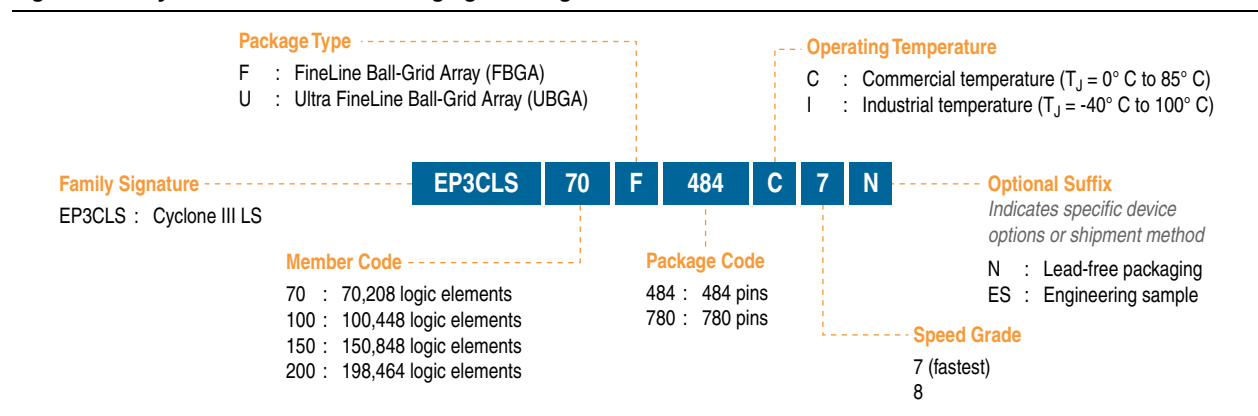 Package Type
F : FineLine Ball-Grid Array (FBGA)
U : Ultra FineLine Ball-Grid Array (UBGA)
Operating Temperature
C : Commercial temperature (TJ = 0° C to 85° C)
I : Industrial temperature (TJ = -40° C to 100° C)
EP3CLS 70 F 484 C 7 N
Family Signature
EP3CLS : Cyclone III LS
Optional Suffix
Indicates specific device
options or shipment method
N : Lead-free packaging
ES : Engineering sample
Member Code
70 : 70,208 logic elements
100 : 100,448 logic elements
150 : 150,848 logic elements
200 : 198,464 logic elements
Package Code
484 : 484 pins
780 : 780 pins
Speed Grade
7 (fastest)
8